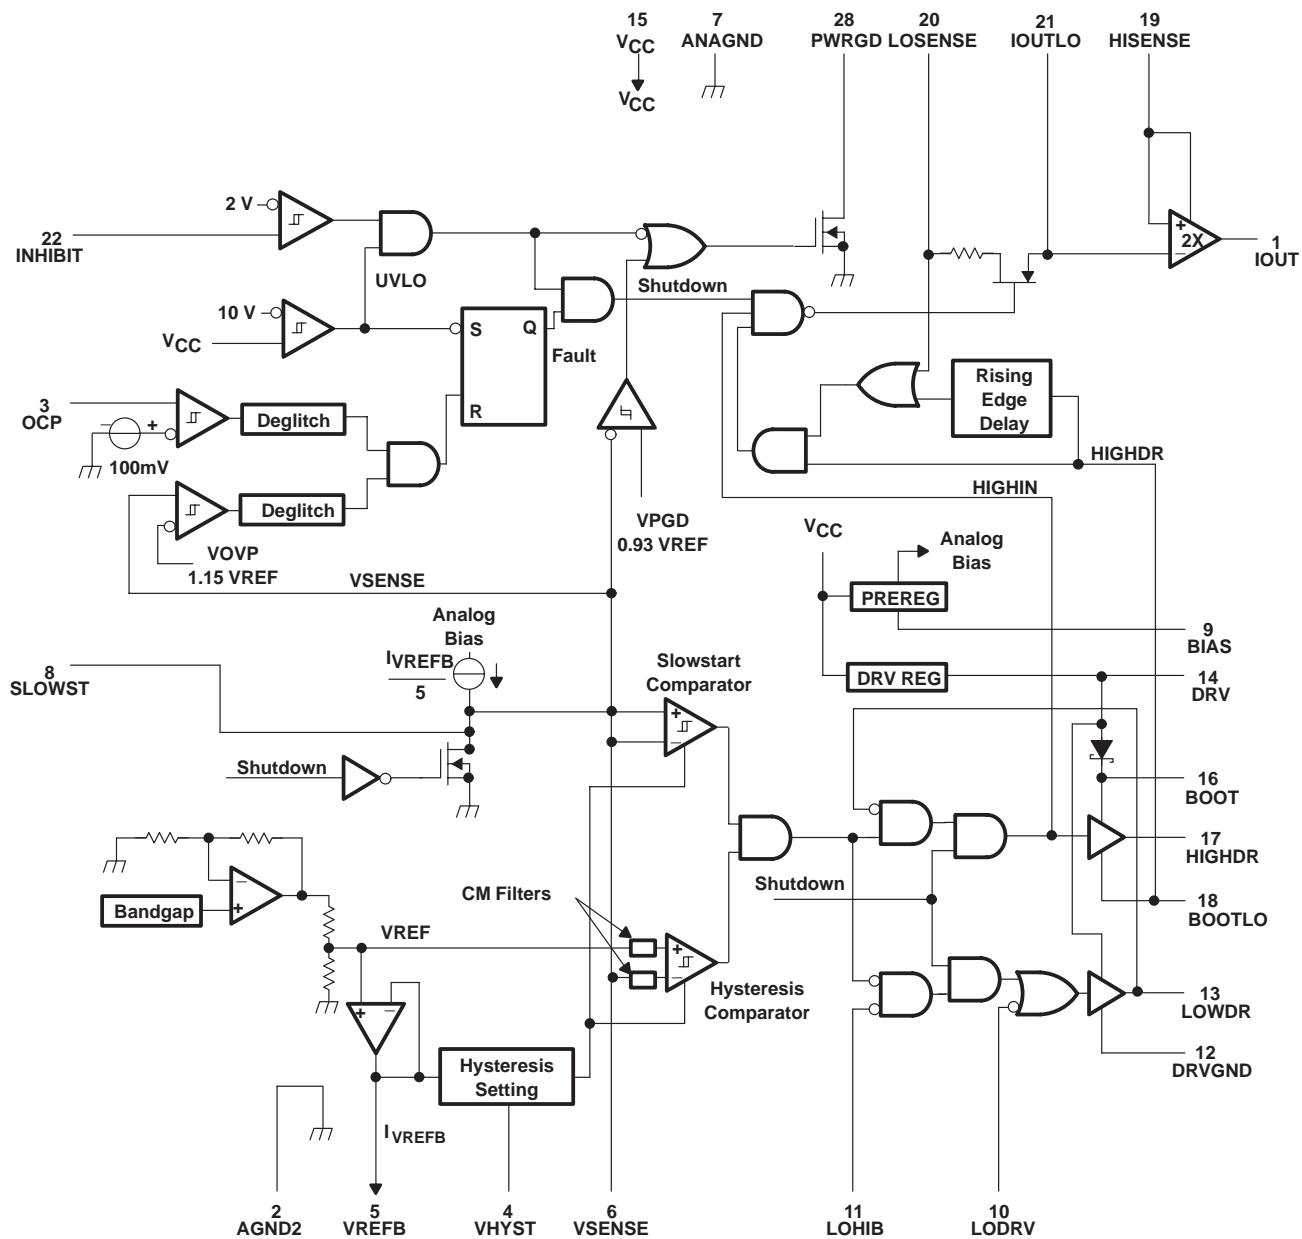 15
VCC
VCC
7
ANAGND
28
PWRGD
20
LOSENSE
21
IOUTLO
19
HISENSE
2 V
22
INHIBIT
UVLO
+
2X
–
1
IOUT
Shutdown
10 V
VCC
S
Q
R
Fault
3
OCP
–
+
100mV
Deglitch
Deglitch
Rising
Edge
Delay
HIGHDR
HIGHIN
VOVP
1.15 VREF
VPGD
0.93 VREF
VSENSE
VCC
Analog
Bias
PREREG
9
BIAS
Analog
Bias
IVREFB
5
8
SLOWST
Slowstart
Comparator
+
–
DRV REG
14
DRV
Shutdown
16
BOOT
17
HIGHDR
Shutdown
18
BOOTLO
–
+
Bandgap
CM Filters
VREF
+
–
Hysteresis
Comparator
+
–
13
LOWDR
12
DRVGND
Hysteresis
Setting
IVREFB
2
AGND2
5
VREFB
4
VHYST
6
VSENSE
11
LOHIB
10
LODRV